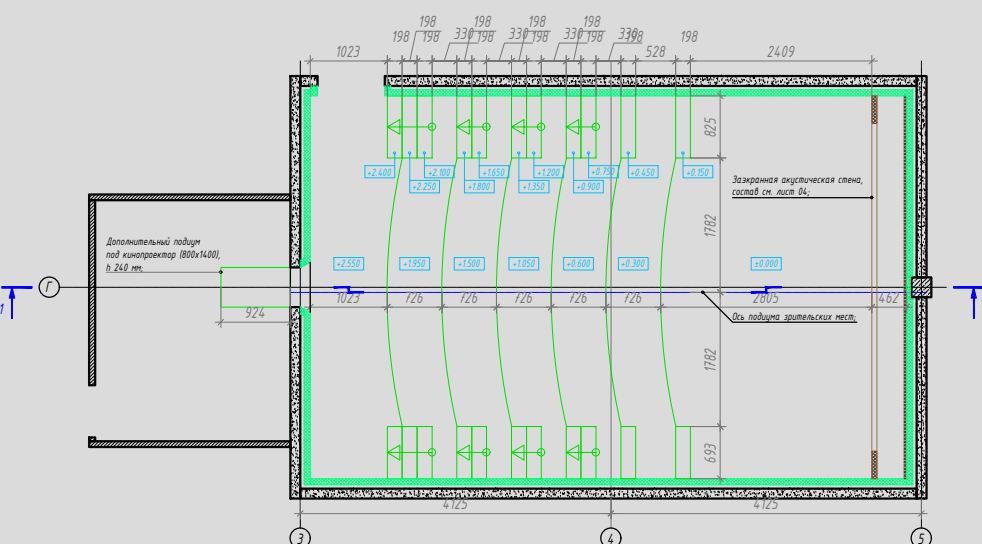 198 198 198 198
198 330 198 330 198 330 198 330
198 198 198 198 198
1023 528 198 2409
825
+2.400 +2.100 +1.650 +1.200 +0.750 +0.450 +0.150
+2.250 +1.800 +1.350 +0.900
Заэкранная акустическая стена,
состав см. лист 04;
1782
Дополнительный подиум
под кинопроектор (800х1400),
h 240 мм;
+2.550 +1.950 +1.500 +1.050 +0.600 +0.300 ±0.000
Г
1
1023 726 726 726 726 726 2805 462
924
Ось подиума зрительских мест;
1782
693
4125 4125
3 4 5